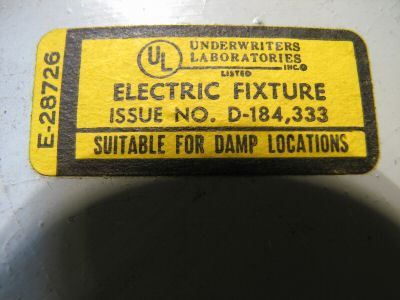 E-28726
UL
UNDERWRITERS
LABORATORIES
INC.®
LISTED
ELECTRIC FIXTURE
ISSUE NO. D-184,333
SUITABLE FOR DAMP LOCATIONS